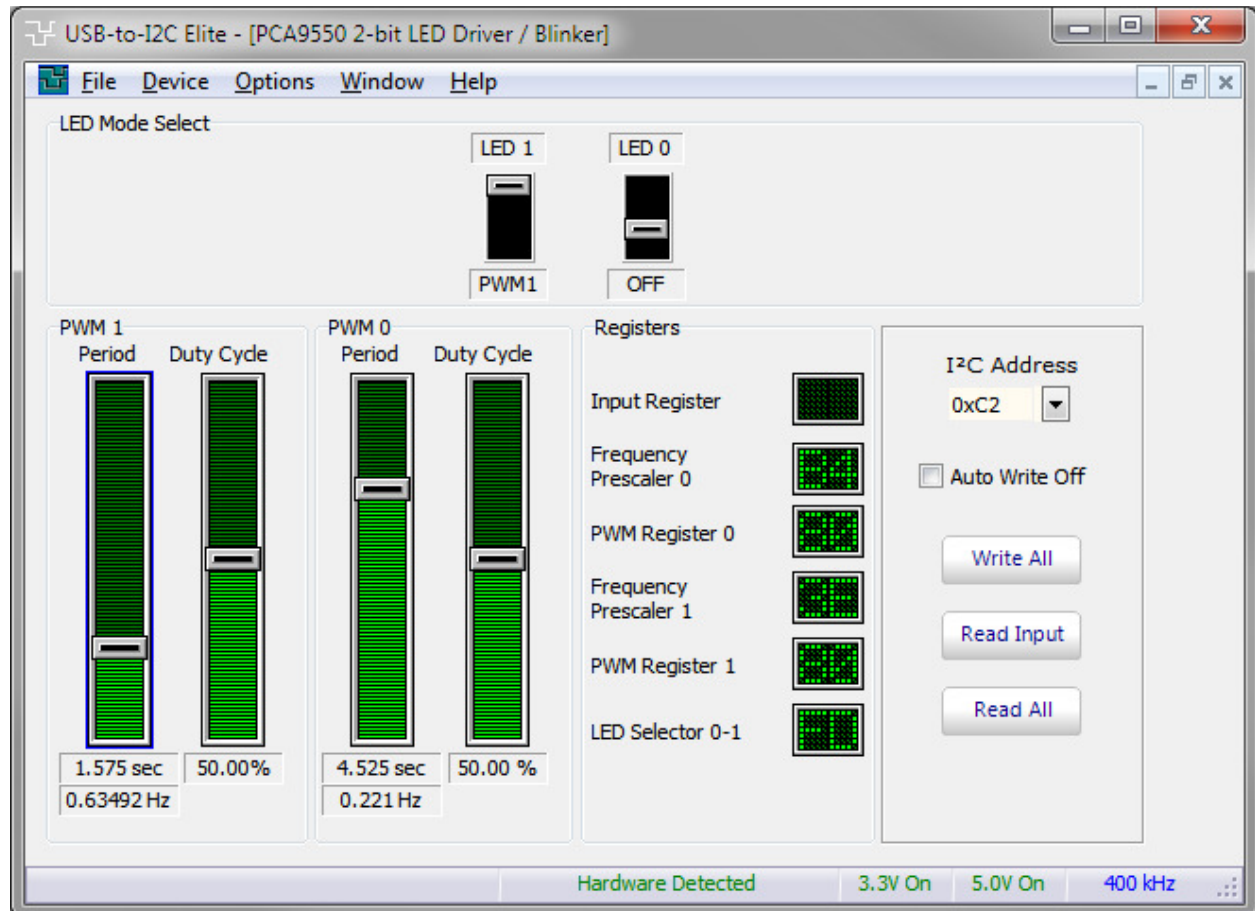 USB-to-I2C Elite - [PCA9550 2-bit LED Driver / Blinker]
File Device Options Window Help
LED Mode Select
LED 1 LED 0
PWM1 OFF
PWM 1 PWM 0 Registers
Period Duty Cycle Period Duty Cycle
I²C Address
Input Register 0xC2
Frequency
Prescaler 0
Auto Write Off
PWM Register 0
Write All
Frequency
Prescaler 1
Read Input
PWM Register 1
Read All
LED Selector 0-1
1.575 sec 50.00% 4.525 sec 50.00 %
0.63492 Hz 0.221 Hz
Hardware Detected 3.3V On 5.0V On 400 kHz